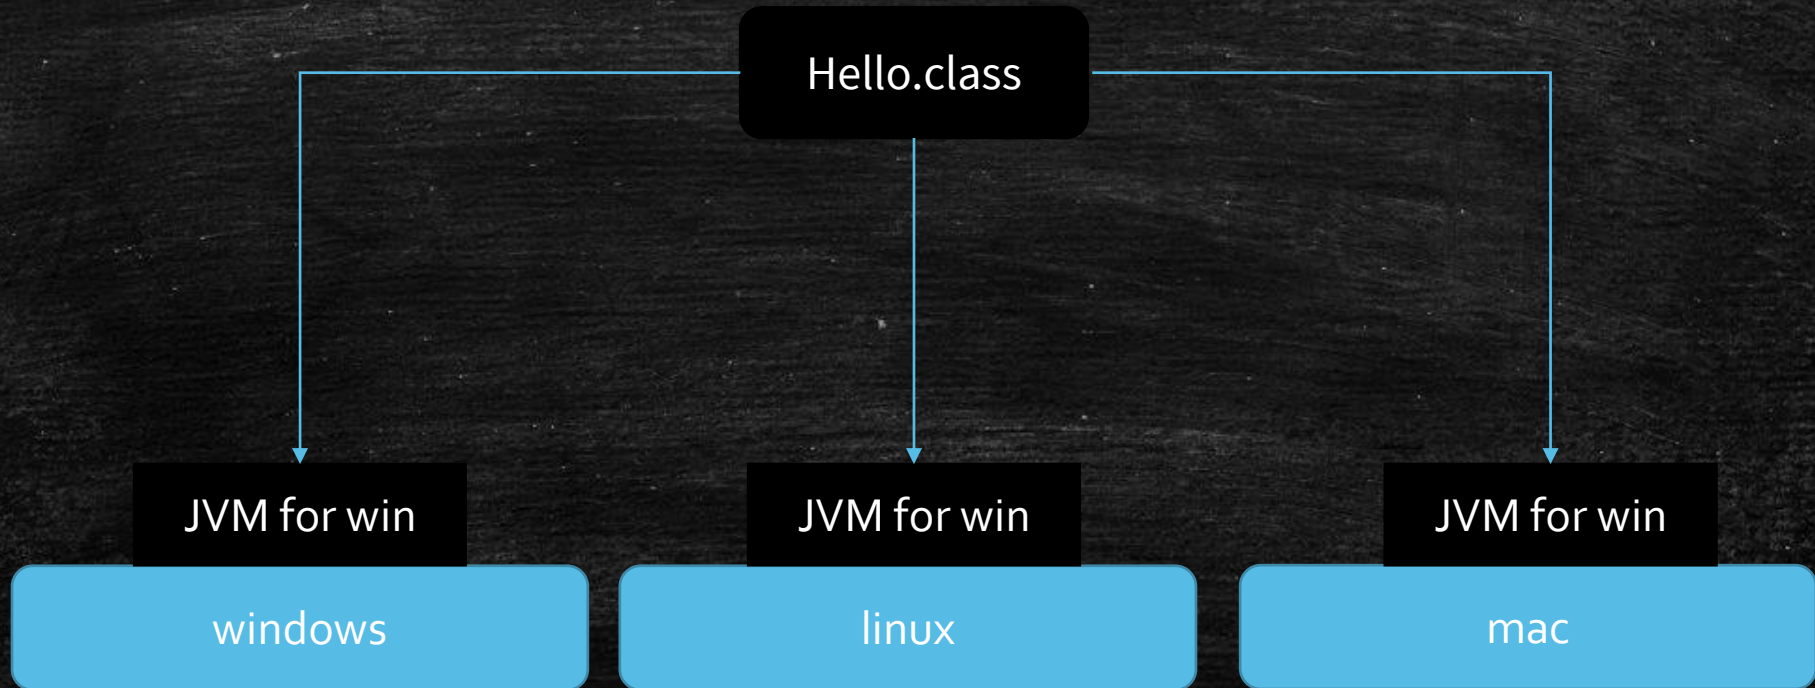 Hello.class
JVM for win
JVM for win
JVM for win
windows
linux
mac